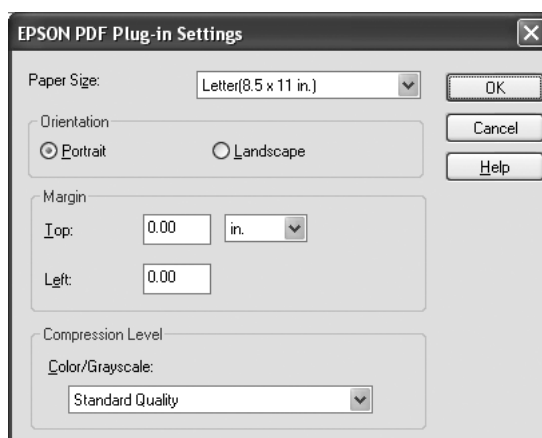 EPSON PDF Plug-in Settings
Paper Size: Letter(8.5 x 11 in.) OK
Orientation Cancel
Portrait Landscape Help
Margin
Top: 0.00 in.
Left: 0.00
Compression Level
Color/Grayscale:
Standard Quality